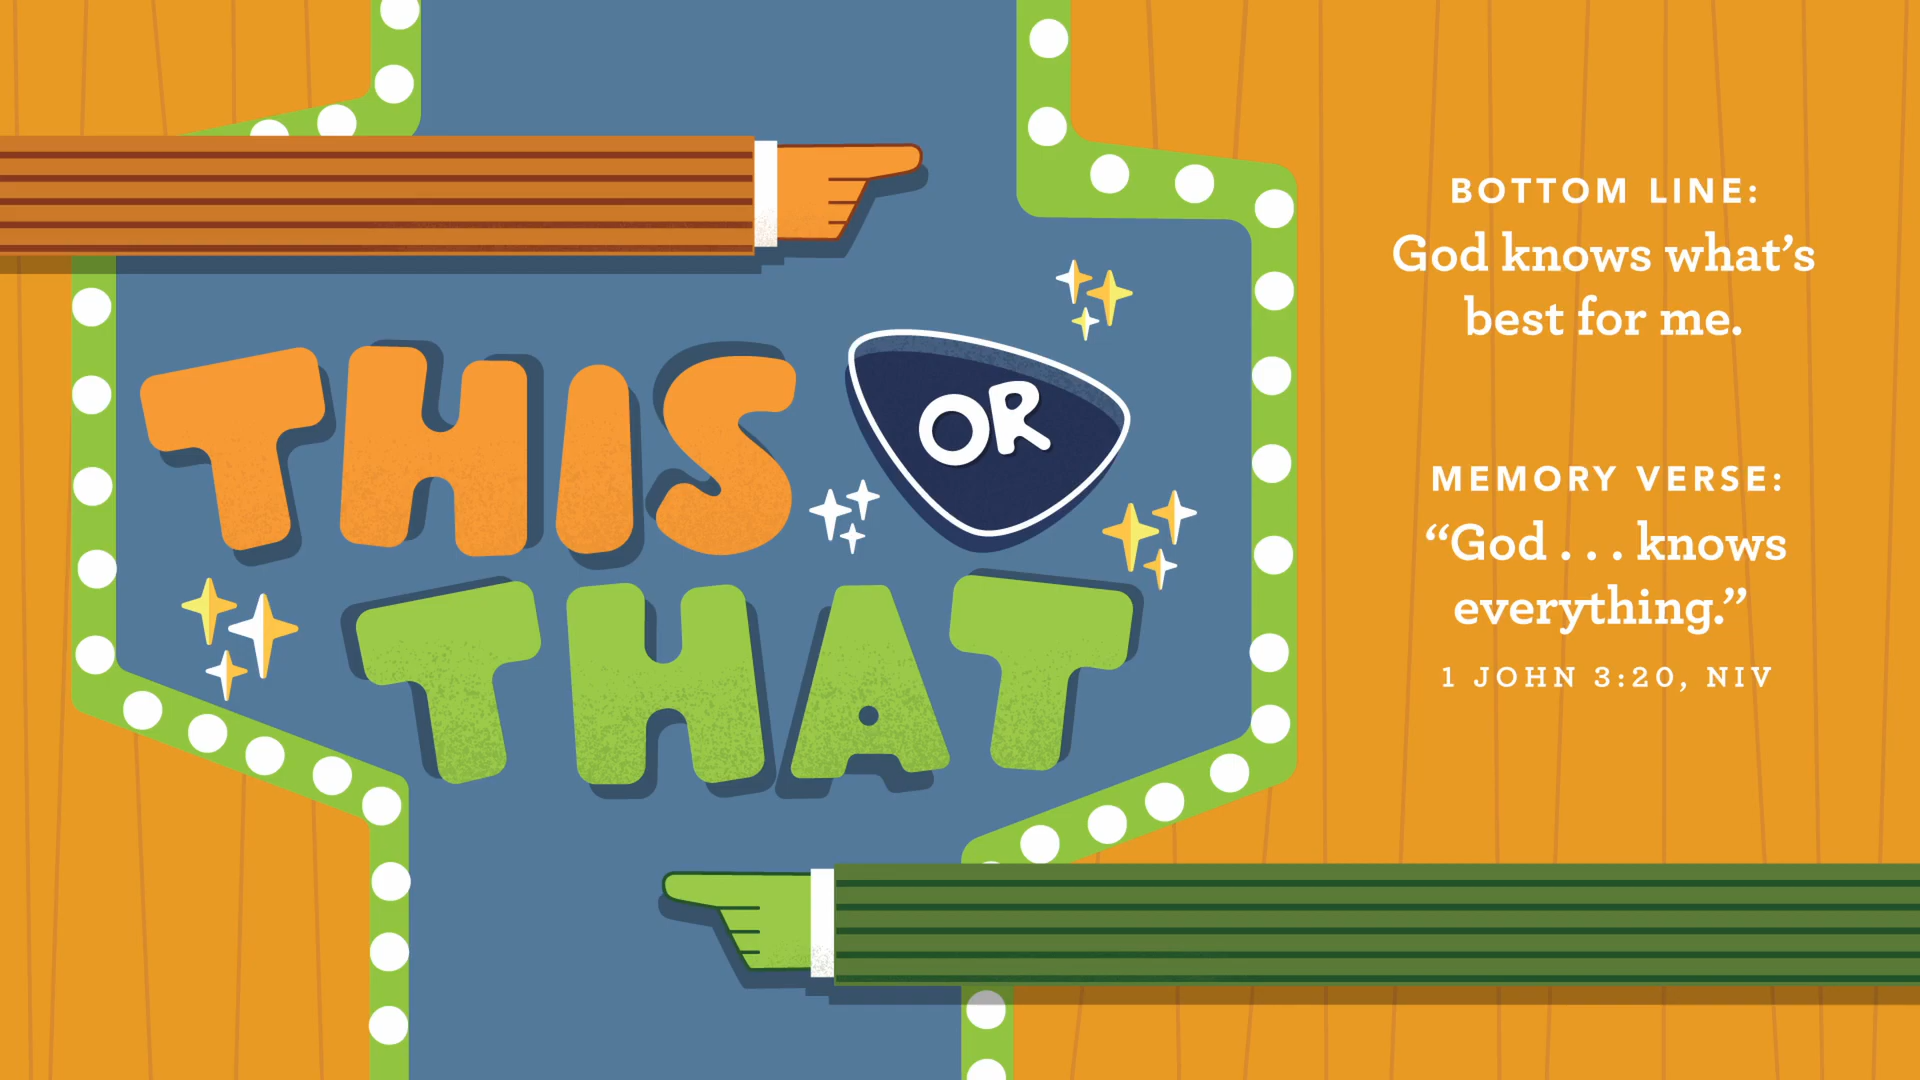 THIS OR
THAT
BOTTOM LINE:
God knows what’s
best for me.
MEMORY VERSE:
“God . . . knows
everything.”
1 JOHN 3:20, NIV